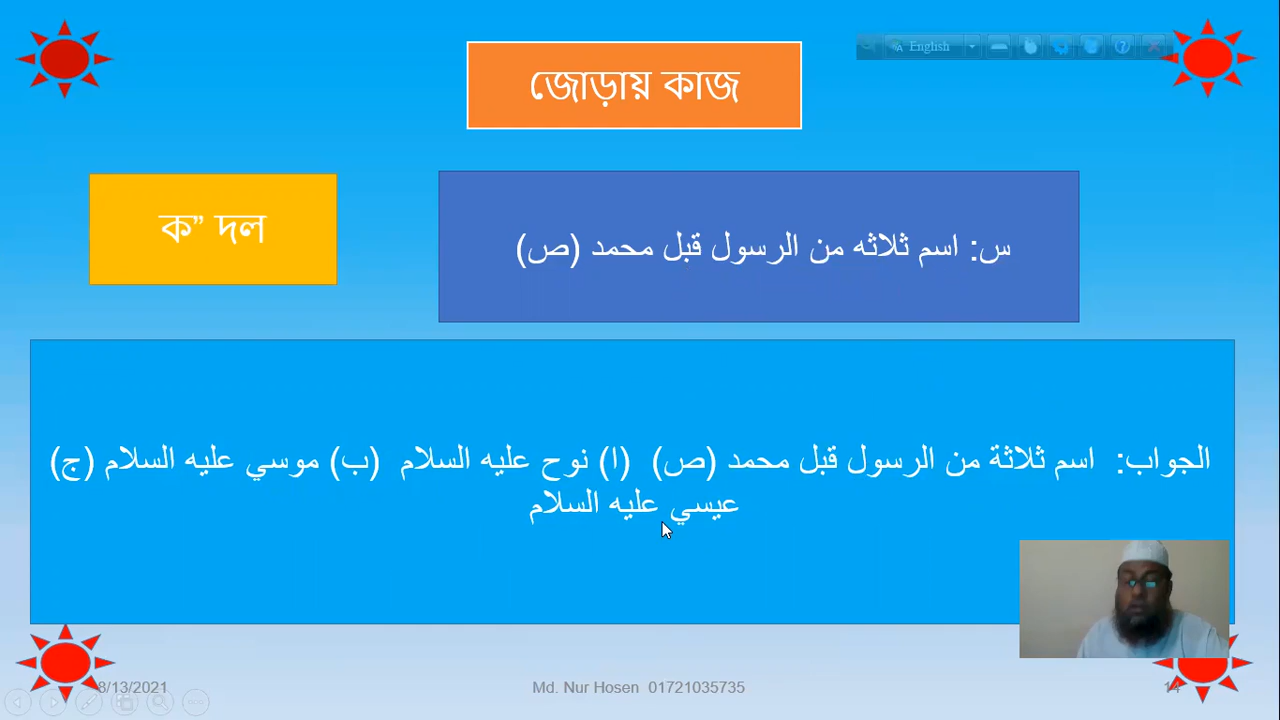 English
জোড়ায় কাজ
ক” দল
س: اسم ثلاثه من الرسول قبل محمد (ص)
الجواب: اسم ثلاثة من الرسول قبل محمد (ص) (ا) نوح عليه السلام (ب) موسي عليه السلام (ج)
عيسي عليه السلام
8/13/2021
Md. Nur Hosen 01721035735
14